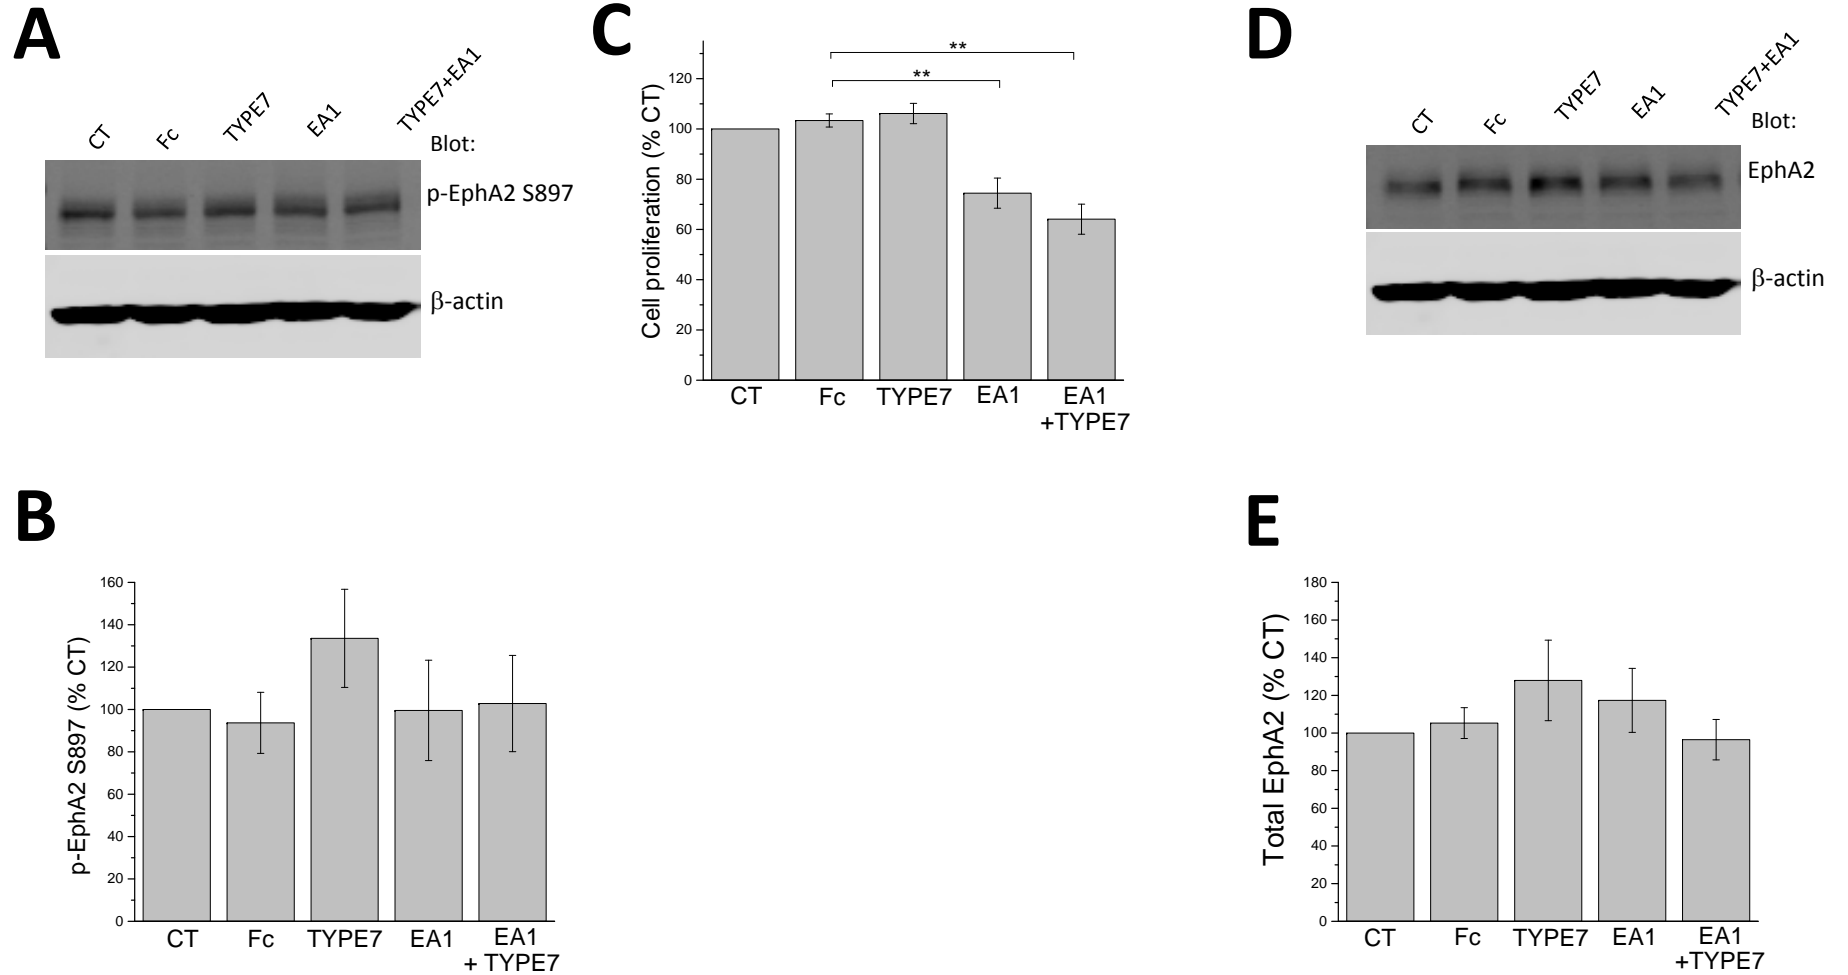 A
CT
Fc
TYPE7
EA1
TYPE7+EA1
Blot:
p-EphA2 S897
β-actin
B
p-EphA2 S897 (% CT)
160
140
120
100
80
60
40
20
0
CT
Fc
TYPE7
EA1
EA1
+ TYPE7
C
Cell proliferation (% CT)
**
**
120
100
80
60
40
20
0
CT
Fc
TYPE7
EA1
EA1
+TYPE7
D
CT
Fc
TYPE7
EA1
TYPE7+EA1
Blot:
EphA2
β-actin
E
Total EphA2 (% CT)
180
160
140
120
100
80
60
40
20
0
CT
Fc
TYPE7
EA1
EA1
+TYPE7